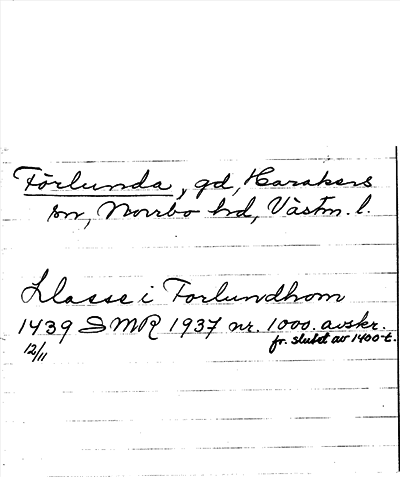 Förlunda, gd, Harakers
sn, Norrbo hd, Västm. l.
Llasse i Forlundhom
1439 SMR 1937 nr. 1000. avskr.
12/11 fr. slutet av 1400-t.